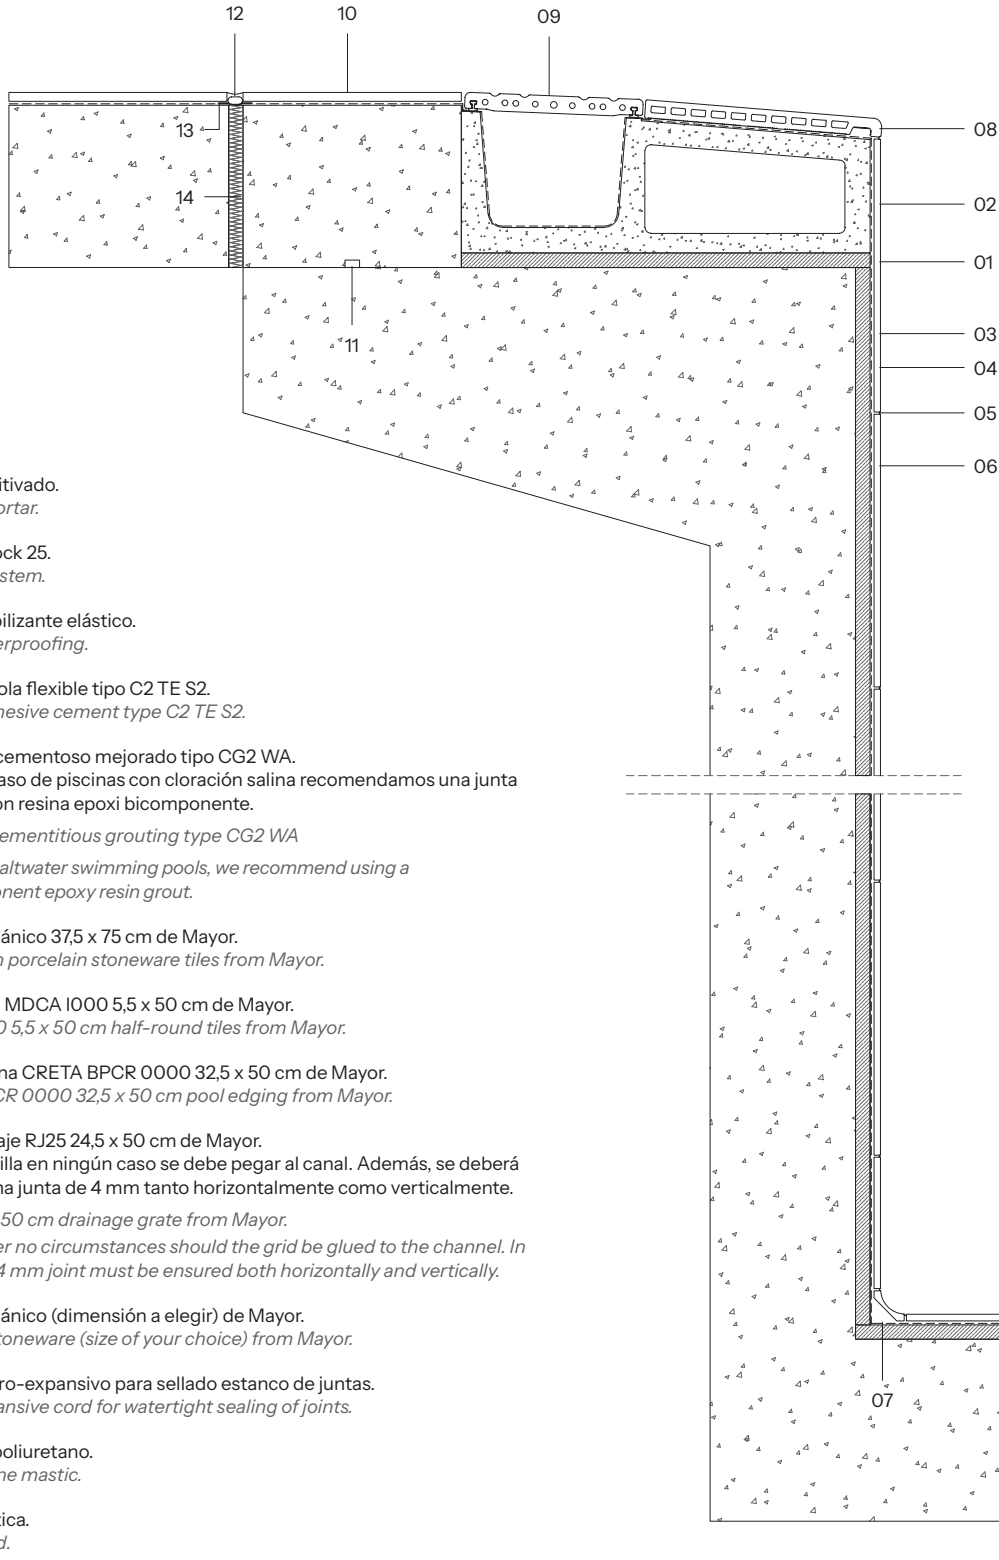 12
10
09
13
14
11
08
02
01
03
04
05
06
itivado.
ortar.
ock 25.
stem.
bilizante elástico.
erproofing.
ola flexible tipo C2 TE S2.
hesive cement type C2 TE S2.
cementoso mejorado tipo CG2 WA.
aso de piscinas con cloración salina recomendamos una junta
on resina epoxi bicomponente.
ementitious grouting type CG2 WA
altwater swimming pools, we recommend using a
onent epoxy resin grout.
ánico 37,5 x 75 cm de Mayor.
n porcelain stoneware tiles from Mayor.
MDCA I000 5,5 x 50 cm de Mayor.
0 5,5 x 50 cm half-round tiles from Mayor.
na CRETA BPCR 0000 32,5 x 50 cm de Mayor.
CR 0000 32,5 x 50 cm pool edging from Mayor.
aje RJ25 24,5 x 50 cm de Mayor.
illa en ningún caso se debe pegar al canal. Además, se deberá
na junta de 4 mm tanto horizontalmente como verticalmente.
50 cm drainage grate from Mayor.
er no circumstances should the grid be glued to the channel. In
4 mm joint must be ensured both horizontally and vertically.
ánico (dimensión a elegir) de Mayor.
toneware (size of your choice) from Mayor.
ro-expansivo para sellado estanco de juntas.
ansive cord for watertight sealing of joints.
poliuretano.
ne mastic.
tica.
d.
07